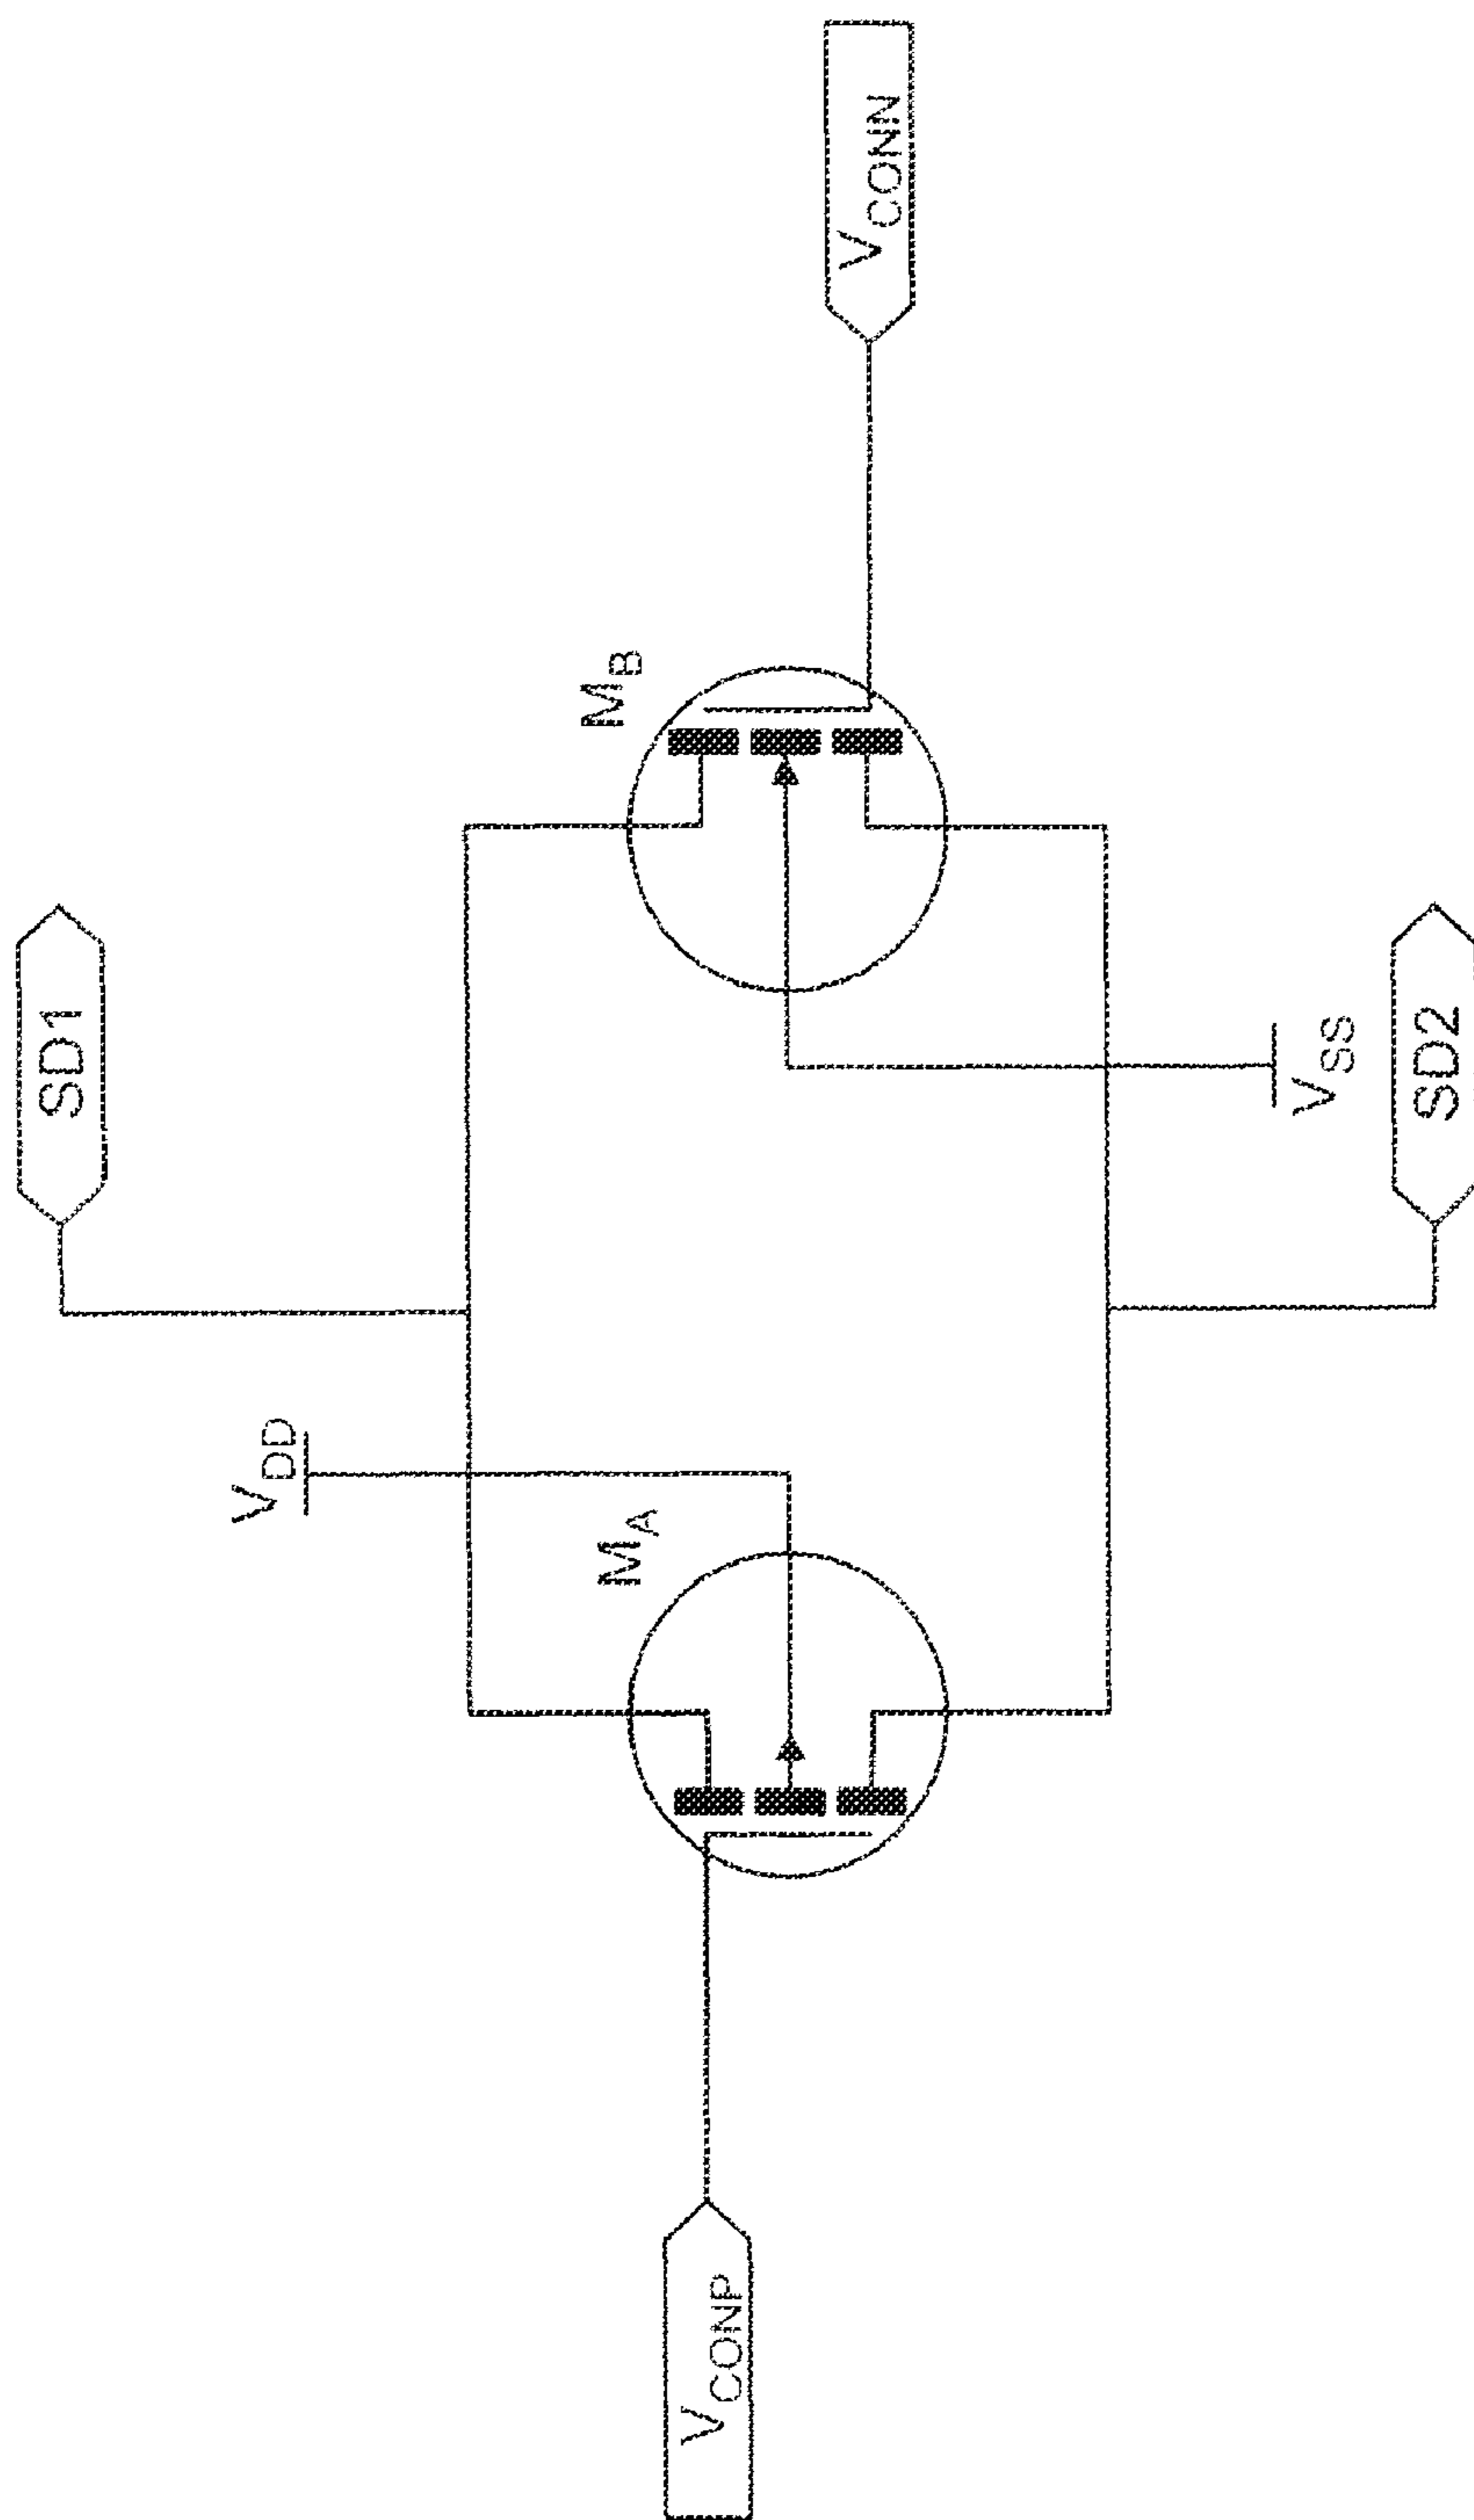 SD1
V_DD
M_A
M_B
V_CONP
V_CONN
V_SS
SD2